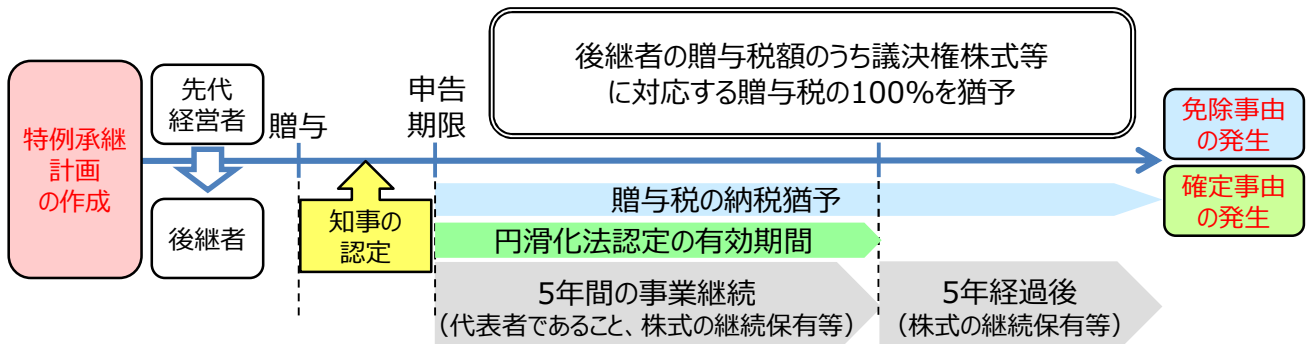 特例承継
計画
の作成
先代
経営者
後継者
贈与
知事の
認定
申告
期限
後継者の贈与税額のうち議決権株式等
に対応する贈与税の100%を猶予
贈与税の納税猶予
円滑化法認定の有効期間
5年間の事業継続
（代表者であること、株式の継続保有等）
5年経過後
（株式の継続保有等）
免除事由
の発生
確定事由
の発生